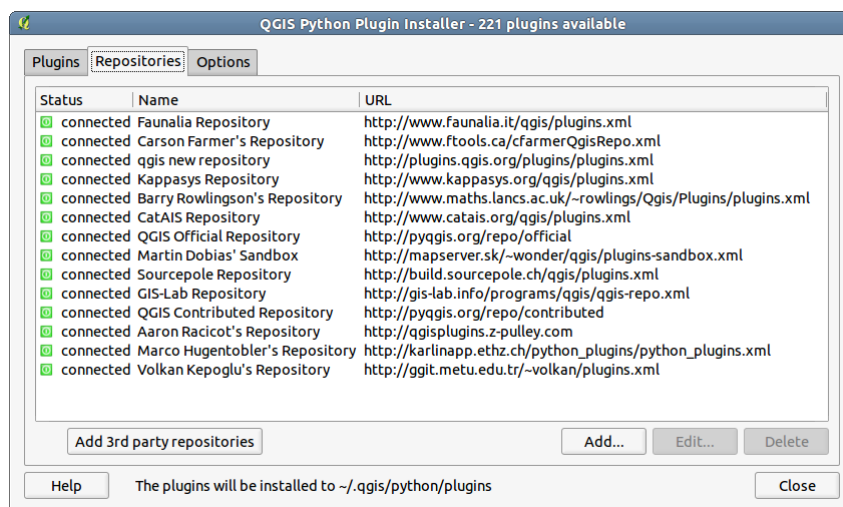 QGIS Python Plugin Installer - 221 plugins available
Plugins Repositories Options
Status Name URL
connected Faunalia Repository http://www.faunalia.it/qgis/plugins.xml
connected Carson Farmer's Repository http://www.ftools.ca/cfarmerQgisRepo.xml
connected qgis new repository http://plugins.qgis.org/plugins/plugins.xml
connected Kappasys Repository http://www.kappasys.org/qgis/plugins.xml
connected Barry Rowlingson's Repository http://www.maths.lancs.ac.uk/~rowlings/Qgis/Plugins/plugins.xml
connected CatAIS Repository http://www.catais.org/qgis/plugins.xml
connected QGIS Official Repository http://pyqgis.org/repo/official
connected Martin Dobias' Sandbox http://mapserver.sk/~wonder/qgis/plugins-sandbox.xml
connected Sourcepole Repository http://build.sourcepole.ch/qgis/plugins.xml
connected GIS-Lab Repository http://gis-lab.info/programs/qgis/qgis-repo.xml
connected QGIS Contributed Repository http://pyqgis.org/repo/contributed
connected Aaron Racicot's Repository http://qgisplugins.z-pulley.com
connected Marco Hugentobler's Repository http://karlinapp.ethz.ch/python_plugins/python_plugins.xml
connected Volkan Kepoglu's Repository http://ggit.metu.edu.tr/~volkan/plugins.xml
Add 3rd party repositories Add... Edit... Delete
Help The plugins will be installed to ~/.qgis/python/plugins Close